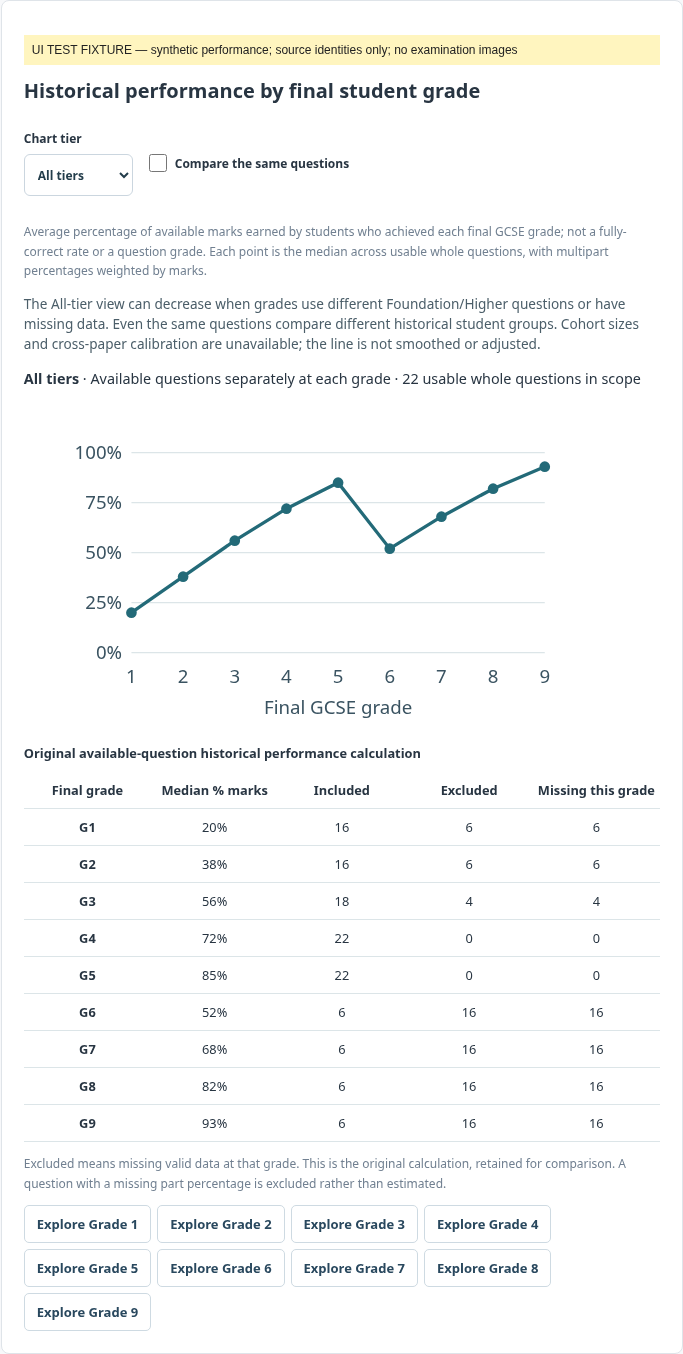 UI TEST FIXTURE — synthetic performance; source identities only; no examination images
Historical performance by final student grade
Chart tier
All tiers
Compare the same questions
Average percentage of available marks earned by students who achieved each final GCSE grade; not a fully-
correct rate or a question grade. Each point is the median across usable whole questions, with multipart
percentages weighted by marks.
The All-tier view can decrease when grades use different Foundation/Higher questions or have
missing data. Even the same questions compare different historical student groups. Cohort sizes
and cross-paper calibration are unavailable; the line is not smoothed or adjusted.
All tiers · Available questions separately at each grade · 22 usable whole questions in scope
100%
75%
50%
25%
0%
1 2 3 4 5 6 7 8 9
Final GCSE grade
Original available-question historical performance calculation
Final grade Median % marks Included Excluded Missing this grade
G1 20% 16 6 6
G2 38% 16 6 6
G3 56% 18 4 4
G4 72% 22 0 0
G5 85% 22 0 0
G6 52% 6 16 16
G7 68% 6 16 16
G8 82% 6 16 16
G9 93% 6 16 16
Excluded means missing valid data at that grade. This is the original calculation, retained for comparison. A
question with a missing part percentage is excluded rather than estimated.
Explore Grade 1 Explore Grade 2 Explore Grade 3 Explore Grade 4
Explore Grade 5 Explore Grade 6 Explore Grade 7 Explore Grade 8
Explore Grade 9